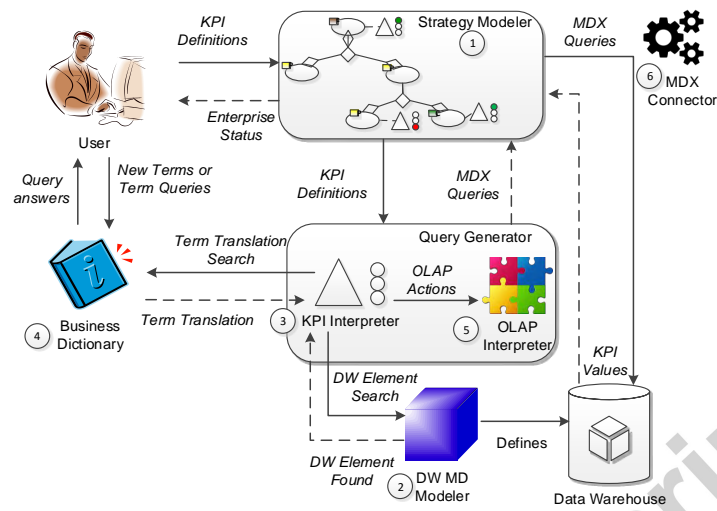 KPI
Definitions
Strategy Modeler
1
MDX
Queries
6
MDX
Connector
Enterprise
Status
User
Query
answers
New Terms or
Term Queries
KPI
Definitions
MDX
Queries
Query Generator
Term Translation
Search
OLAP
Actions
i
4
Business
Dictionary
Term Translation
3
KPI Interpreter
5
OLAP
Interpreter
KPI
Values
DW Element
Search
DW Element
Found
2
DW MD
Modeler
Defines
Data Warehouse